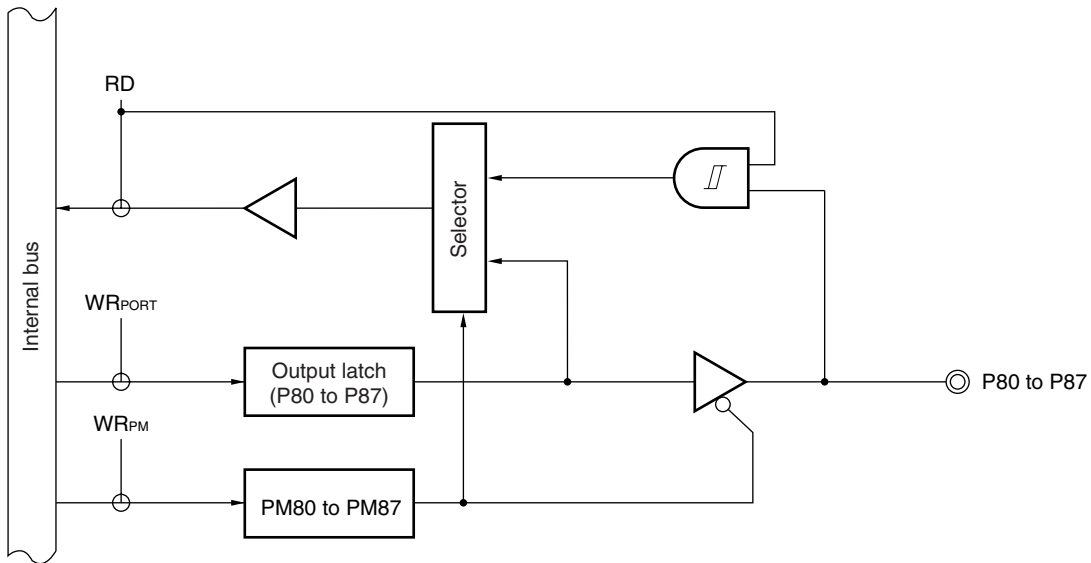 RD
Internal bus
Selector
WRPORT
Output latch
(P80 to P87)
P80 to P87
WRPM
PM80 to PM87